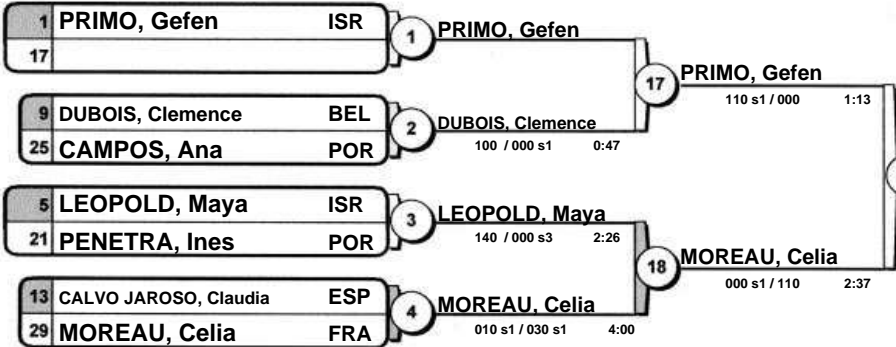 1 PRIMO, Gefen ISR
17
1
PRIMO, Gefen
9 DUBOIS, Clemence BEL
25 CAMPOS, Ana POR
2
DUBOIS, Clemence
100 / 000 s1 0:47
17
PRIMO, Gefen
110 s1 / 000 1:13
5 LEOPOLD, Maya ISR
21 PENETRA, Ines POR
3
LEOPOLD, Maya
140 / 000 s3 2:26
13 CALVO JAROSO, Claudia ESP
29 MOREAU, Celia FRA
4
MOREAU, Celia
010 s1 / 030 s1 4:00
18
MOREAU, Celia
000 s1 / 110 2:37